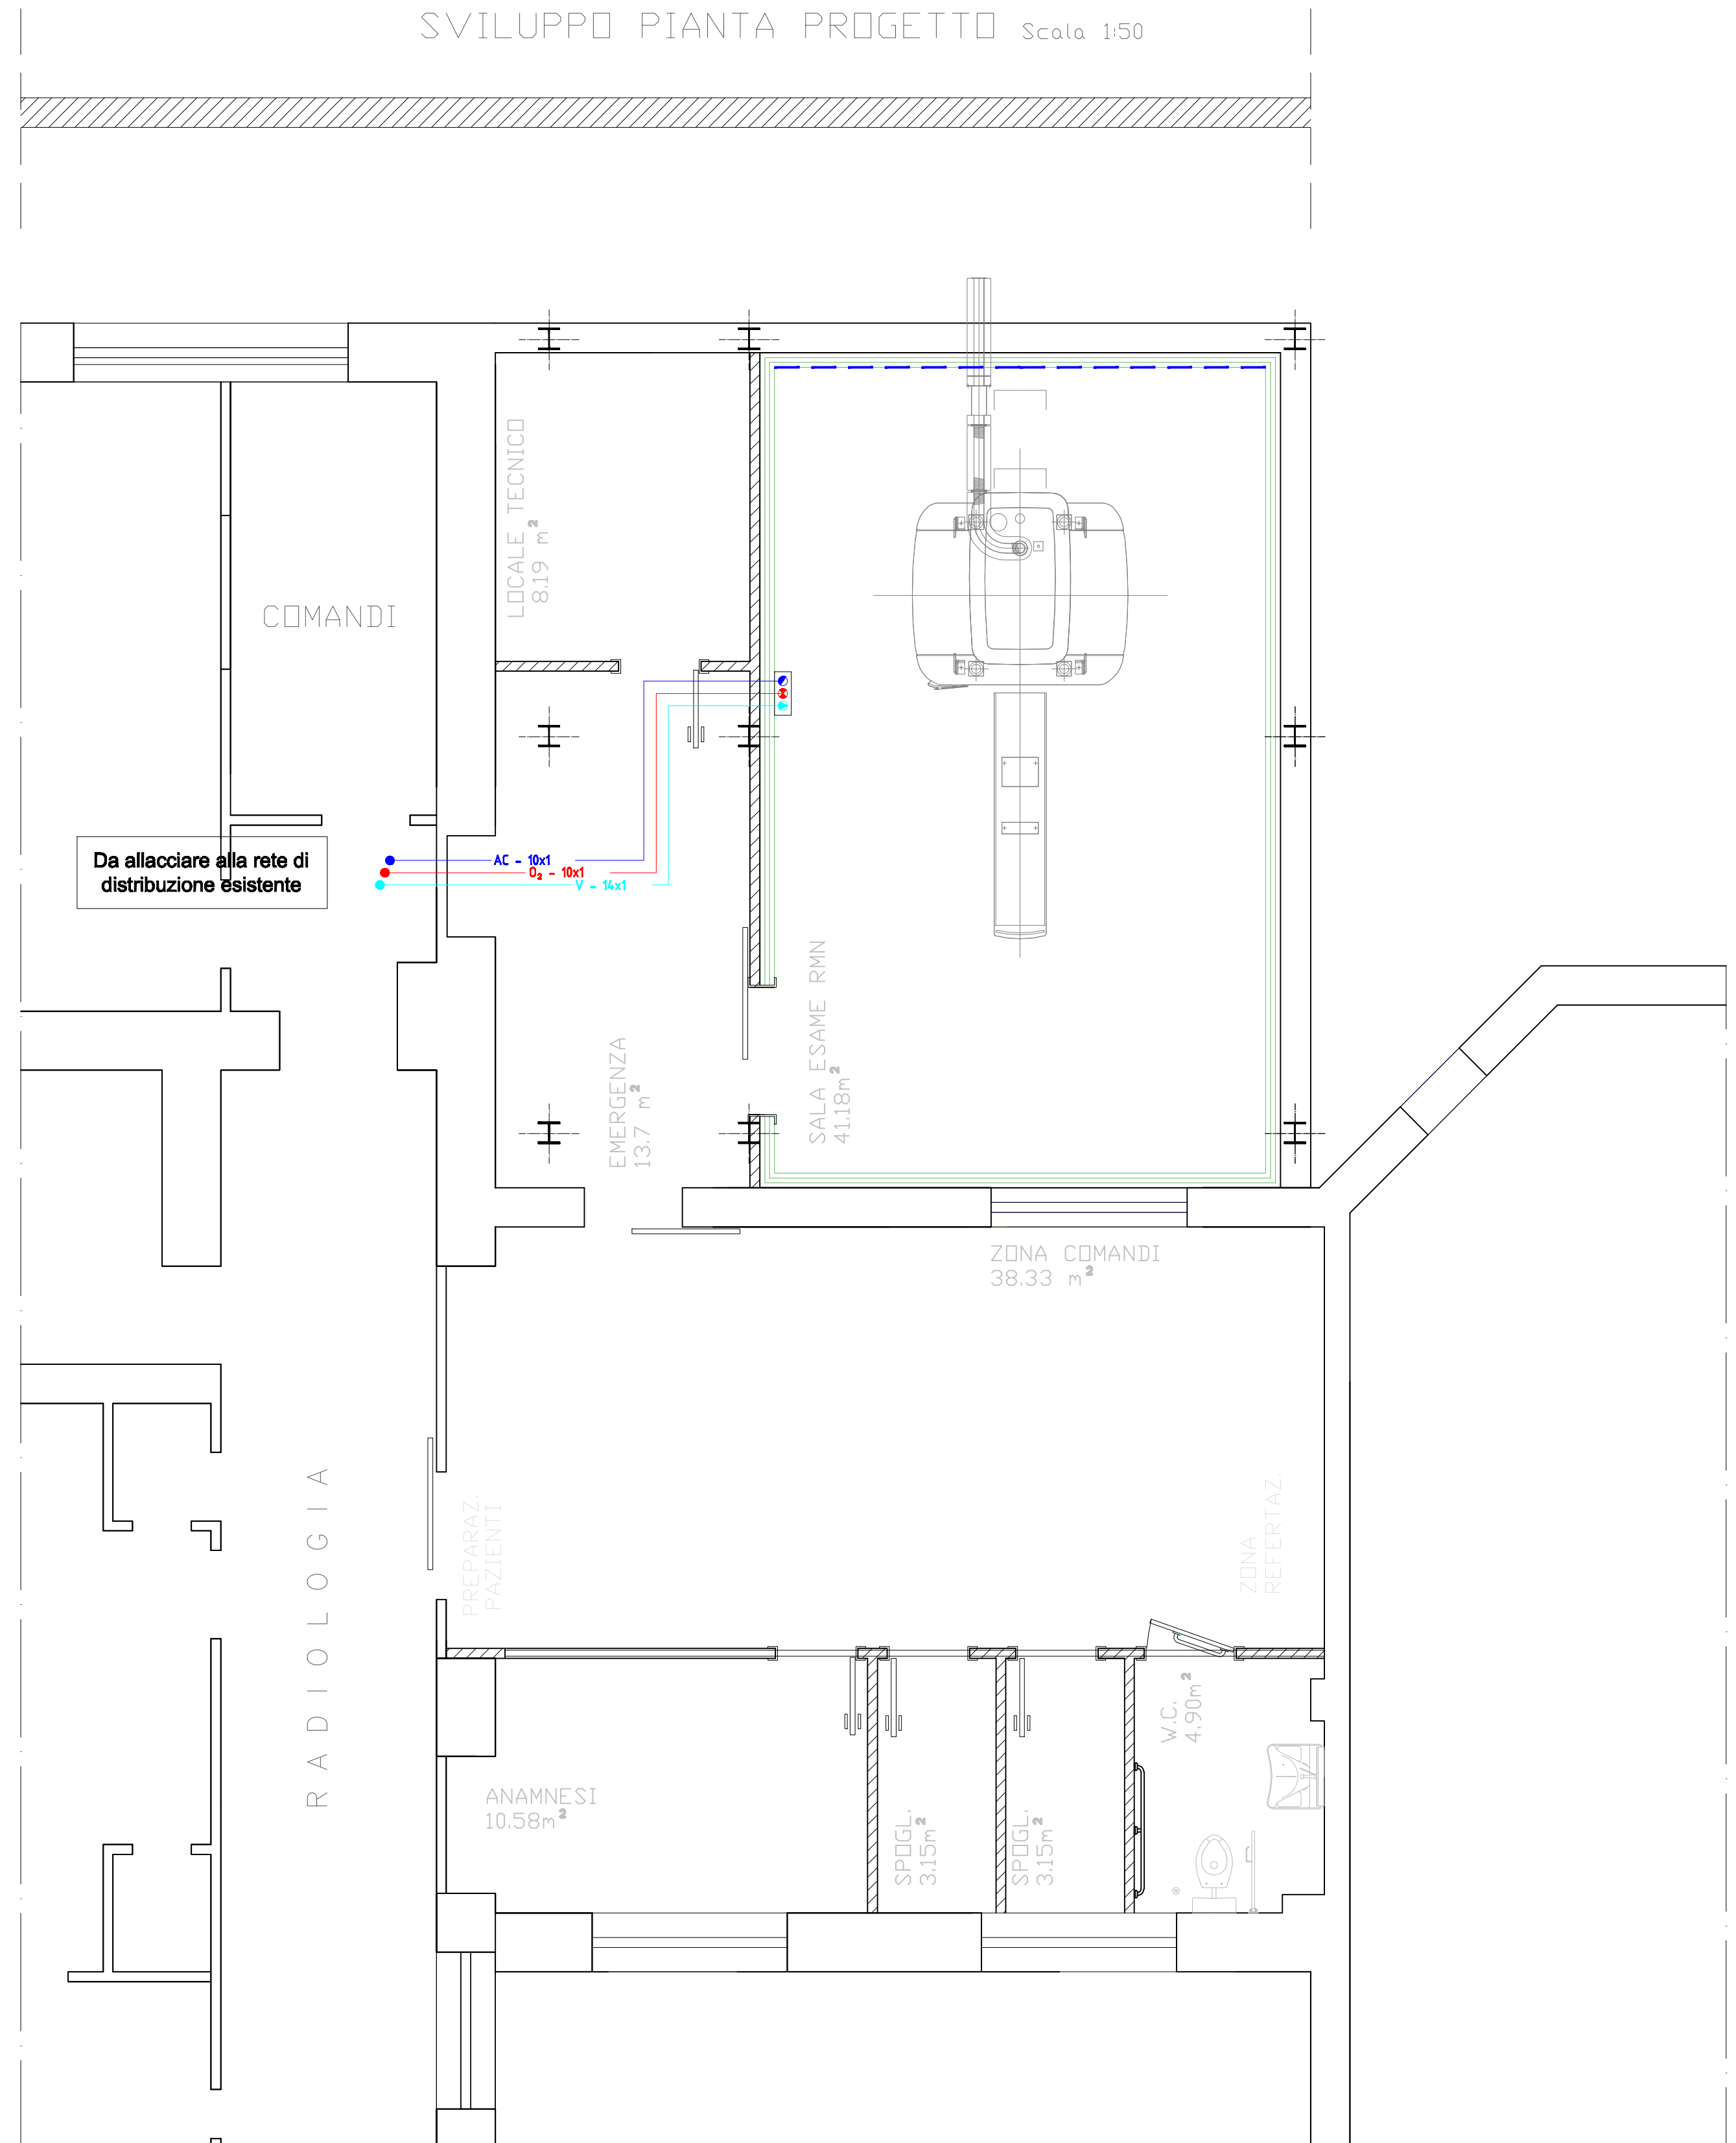 SVILUPPO PIANTA PROGETTO Scala 1:50
LOCALE TECNICO
8.19 m²
COMANDI
Da allacciare alla rete di
distribuzione esistente
AC - 10x1
O₂ - 10x1
V - 14x1
EMERGENZA
13.7 m²
SALA ESAME RMN
41.18m²
ZONA COMANDI
38.33 m²
RADIOLOGIA
PREPARAZ.
PAZIENTI
ZONA
REFERTAZ.
ANAMNESI
10.58m²
SPOGL.
3.15m²
SPOGL.
3.15m²
W.C.
4.90m²